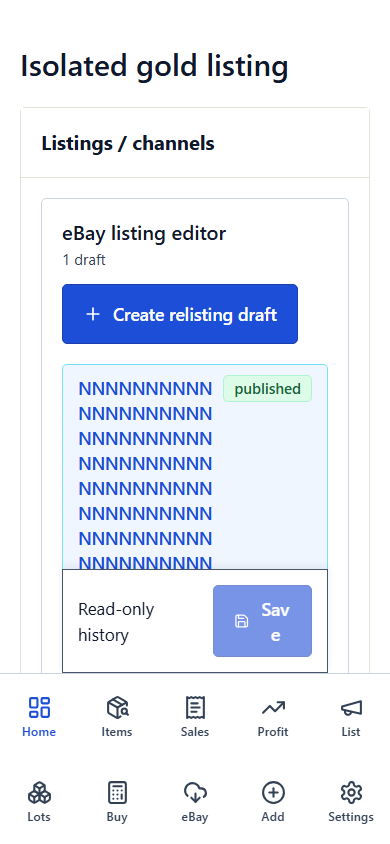 Isolated gold listing
Listings / channels
eBay listing editor
1 draft
Create relisting draft
NNNNNNNNNN published
NNNNNNNNNN
NNNNNNNNNN
NNNNNNNNNN
NNNNNNNNNN
NNNNNNNNNN
NNNNNNNNNN
NNNNNNNNNN
Read-only
history
Sav
e
Home Items Sales Profit List
Lots Buy eBay Add Settings